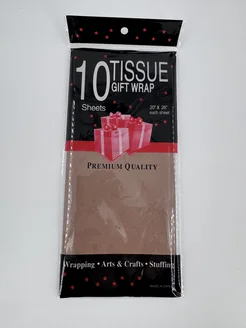 10 TISSUE
GIFT WRAP
Sheets
20" X 26"
each sheet
PREMIUM QUALITY
Wrapping • Arts & Crafts • Stuffing